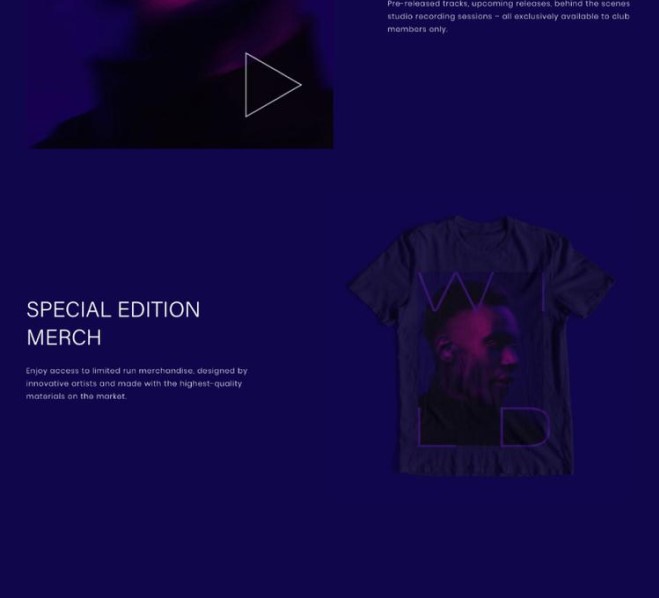 Pre-released tracks, upcoming releases, behind the scenes
studio recording sessions – all exclusively available to club
members only.
SPECIAL EDITION
MERCH
Enjoy access to limited run merchandise, designed by
innovative artists and made with the highest-quality
materials on the market.
W I
L D